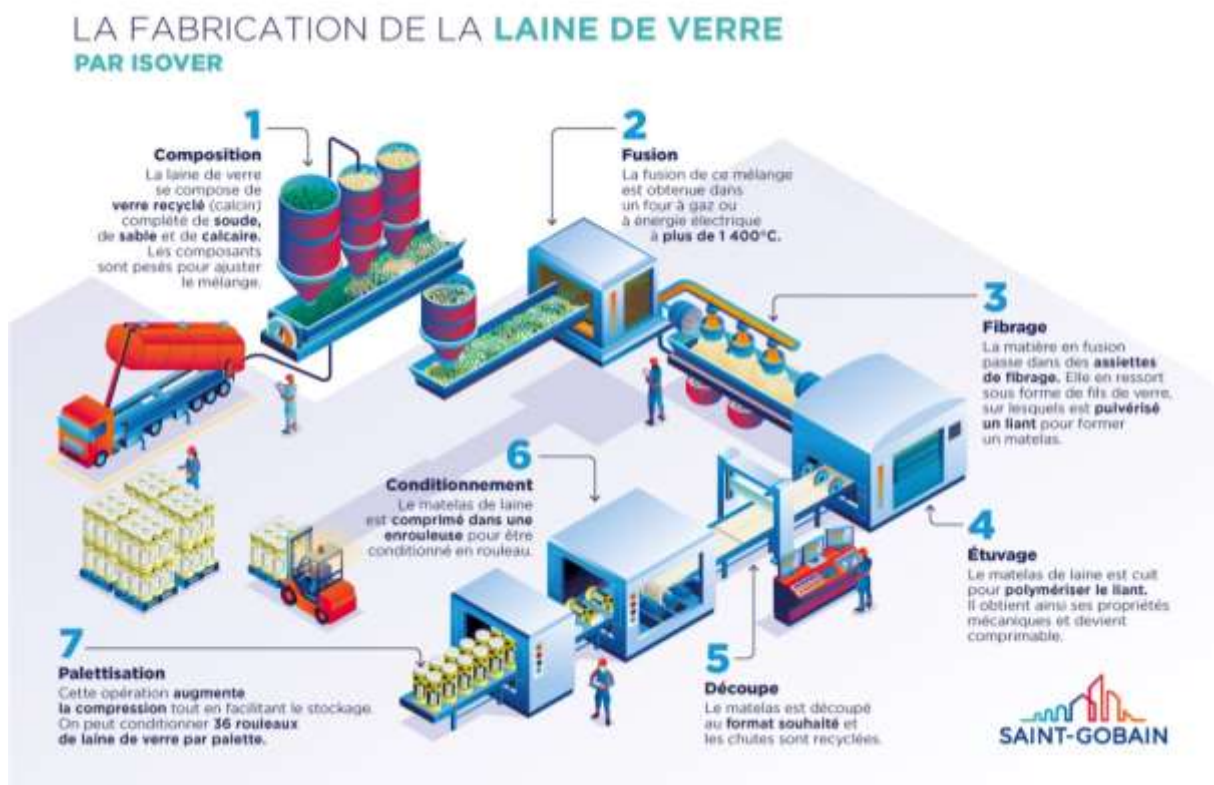 LA FABRICATION DE LA LAINE DE VERRE
PAR ISOVER
1
Composition
La laine de verre
se compose de
verre recyclé (calcin)
complété de soude,
de sable et de calcaire.
Les composants
sont pesés pour ajuster
le mélange.
2
Fusion
La fusion de ce mélange
est obtenue dans
un four à gaz ou
à énergie électrique
à plus de 1 400°C.
3
Fibrage
La matière en fusion
passe dans des assiettes
de fibrage. Elle en ressort
sous forme de fils de verre,
sur lesquels est pulvérisé
un liant pour former
un matelas.
4
Étuvage
Le matelas de laine est cuit
pour polymériser le liant.
Il obtient ainsi ses propriétés
mécaniques et devient
comprimable.
5
Découpe
Le matelas est découpé
au format souhaité et
les chutes sont recyclées.
6
Conditionnement
Le matelas de laine
est comprimé dans une
enrouleuse pour être
conditionné en rouleau.
7
Palettisation
Cette opération augmente
la compression tout en facilitant le stockage.
On peut conditionner 36 rouleaux
de laine de verre par palette.
SAINT-GOBAIN